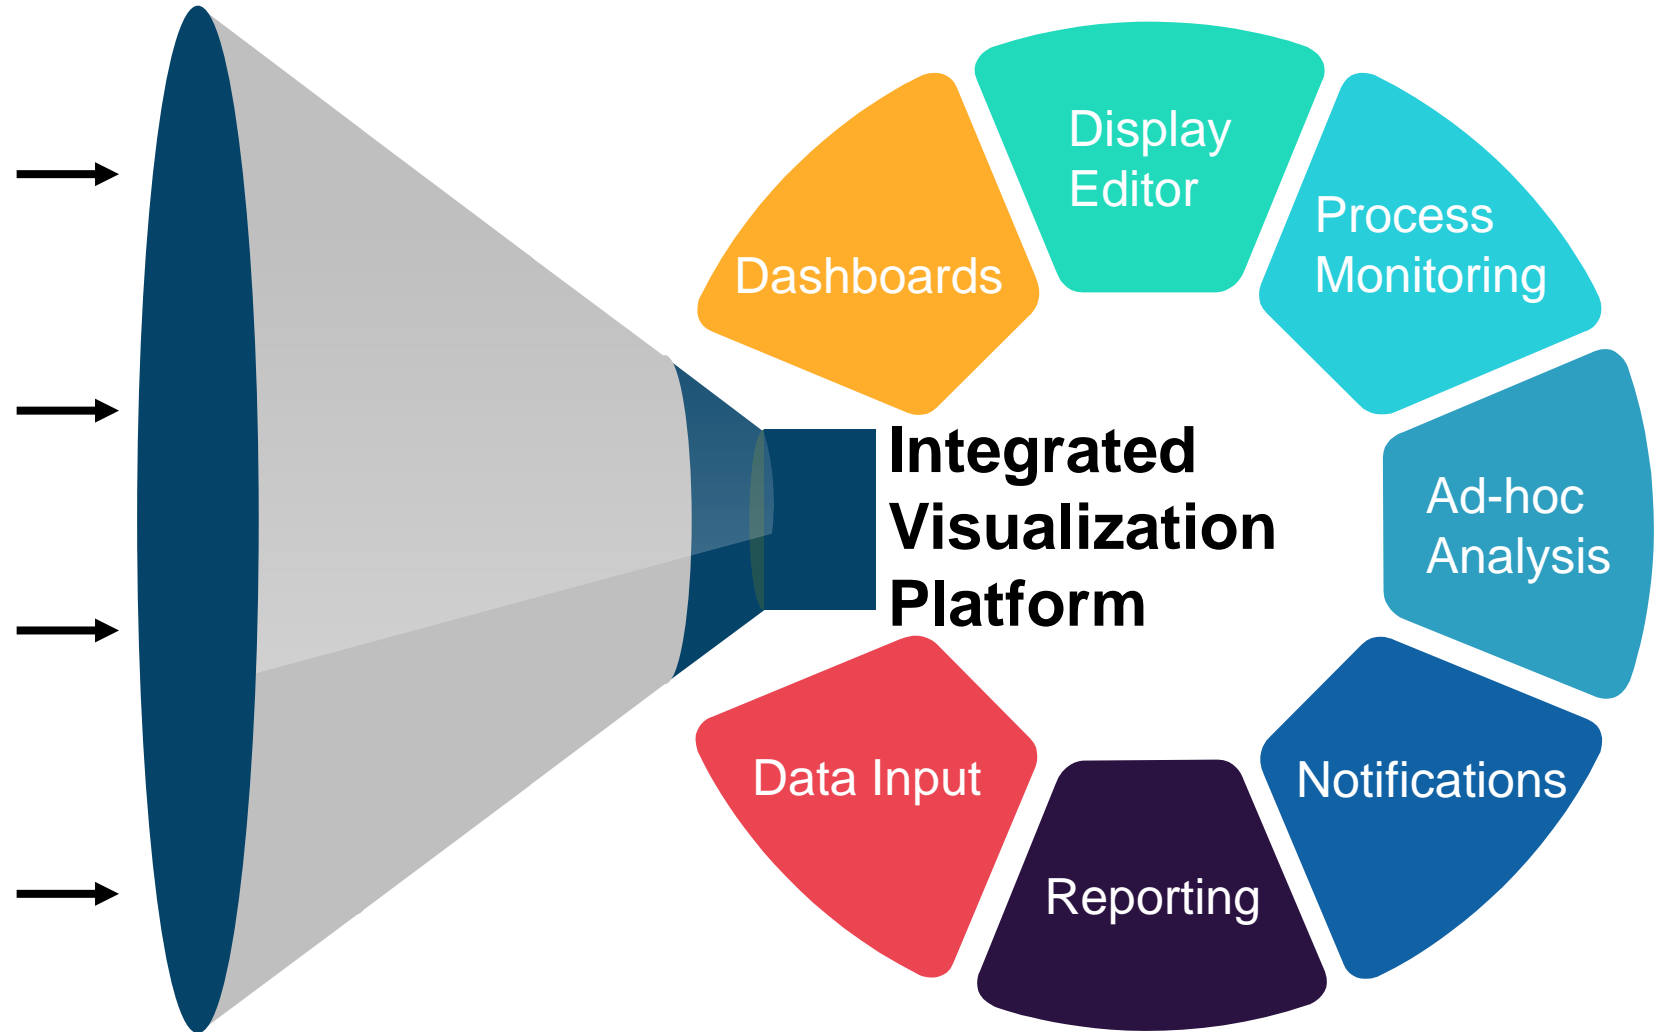 Display
Editor
Process
Monitoring
Dashboards
Integrated
Visualization
Platform
Ad-hoc
Analysis
Data Input
Notifications
Reporting